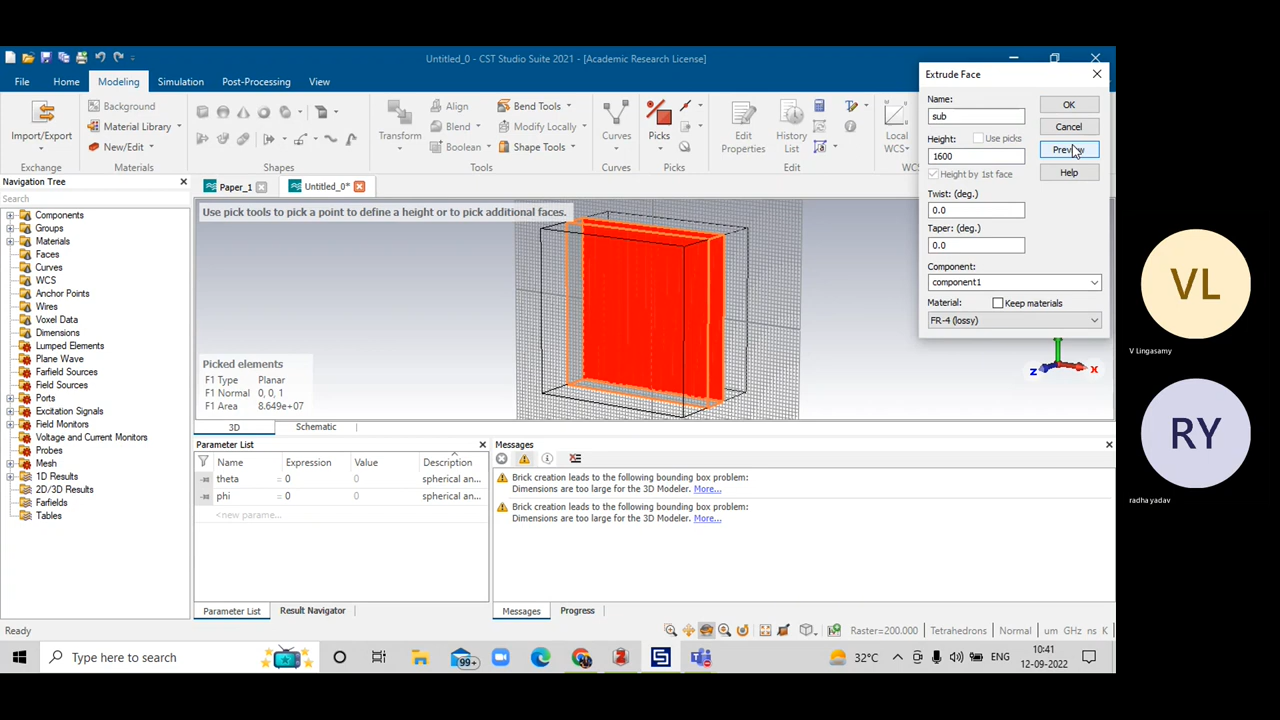 Untitled_0 - CST Studio Suite 2021 - [Academic Research License]
File
Home
Modeling
Simulation
Post-Processing
View
Import/Export
Exchange
Background
Material Library
New/Edit
Materials
Shapes
Transform
Align
Blend
Boolean
Bend Tools
Modify Locally
Shape Tools
Tools
Curves
Curves
Picks
Picks
Edit Properties
History List
Edit
Local WCS
WCS
Navigation Tree
Search
Components
Groups
Materials
Faces
Curves
WCS
Anchor Points
Wires
Voxel Data
Dimensions
Lumped Elements
Plane Wave
Farfield Sources
Field Sources
Ports
Excitation Signals
Field Monitors
Voltage and Current Monitors
Probes
Mesh
1D Results
2D/3D Results
Farfields
Tables
Paper_1
Untitled_0*
Use pick tools to pick a point to define a height or to pick additional faces.
Picked elements
F1 Type Planar
F1 Normal 0, 0, 1
F1 Area 8.649e+07
z
x
3D
Schematic
Extrude Face
Name:
sub
Height:
Use picks
1600
Height by 1st face
Twist (deg.)
0.0
Taper: (deg.)
0.0
Component:
component1
Material:
Keep materials
FR-4 (lossy)
OK
Cancel
Preview
Help
Parameter List
Name Expression Value Description
theta = 0 0 spherical an...
phi = 0 0 spherical an...
<new parame...
Parameter List
Result Navigator
Messages
Brick creation leads to the following bounding box problem:
Dimensions are too large for the 3D Modeler. More...
Brick creation leads to the following bounding box problem:
Dimensions are too large for the 3D Modeler. More...
Messages
Progress
Ready
Raster=200.000
Tetrahedrons
Normal
um GHz ns K
Type here to search
99+
32°C
ENG
10:41
12-09-2022
VL
V Lingasamy
RY
radha yadav